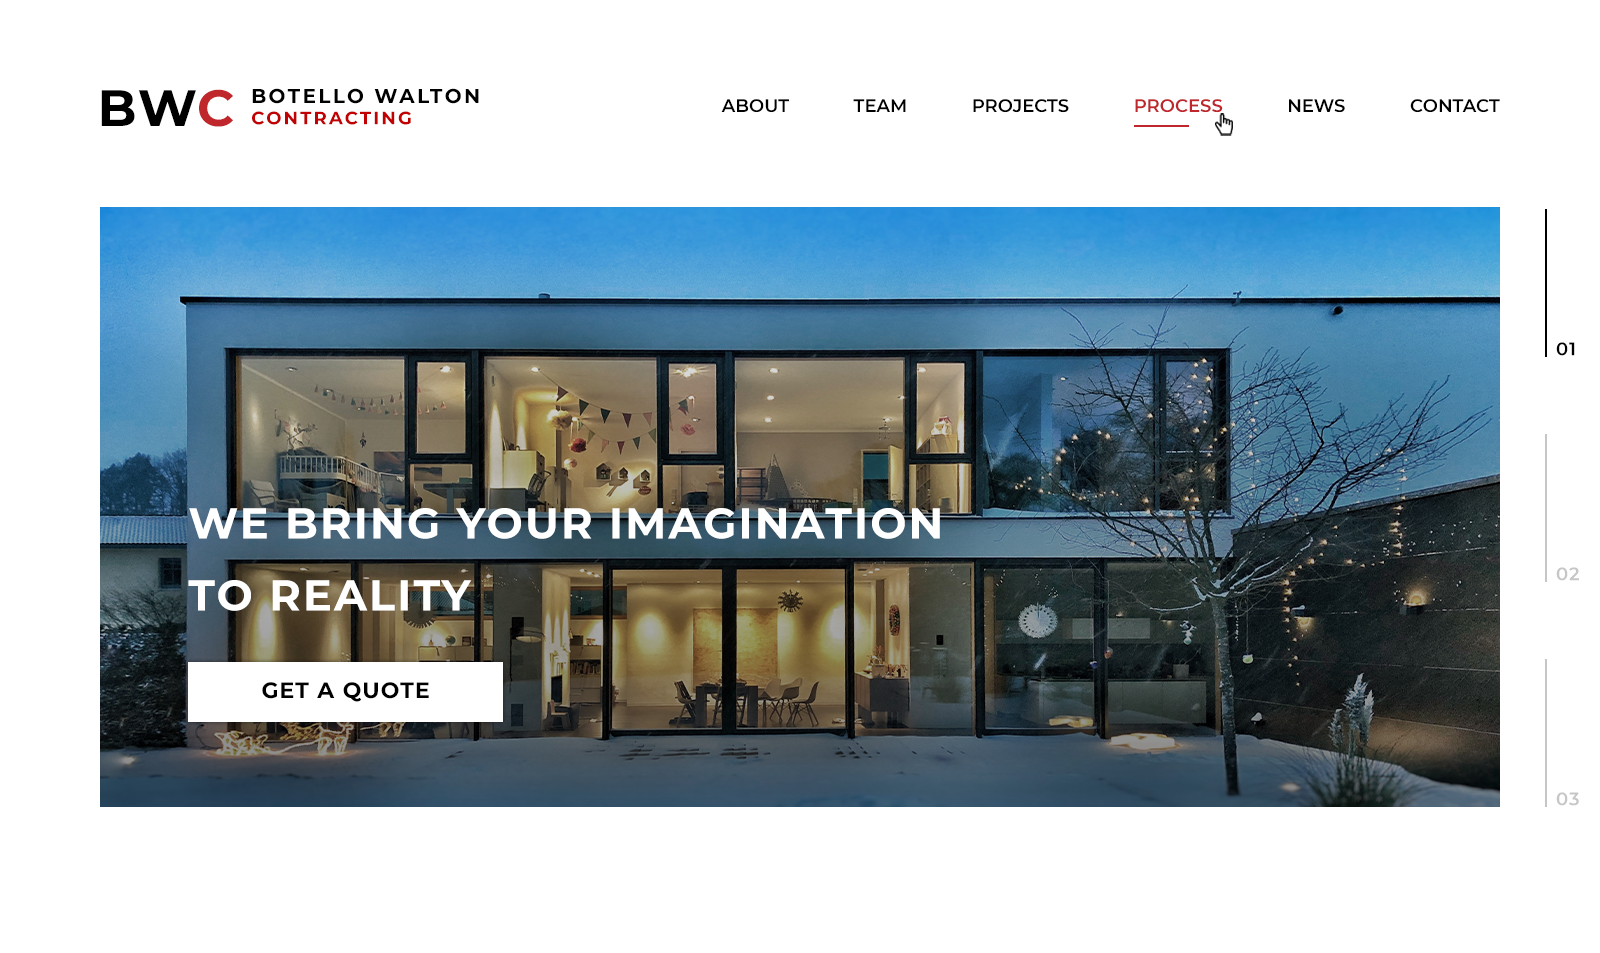 BWC
BOTELLO WALTON
CONTRACTING
ABOUT
TEAM
PROJECTS
PROCESS
NEWS
CONTACT
WE BRING YOUR IMAGINATION
TO REALITY
GET A QUOTE
01
02
03